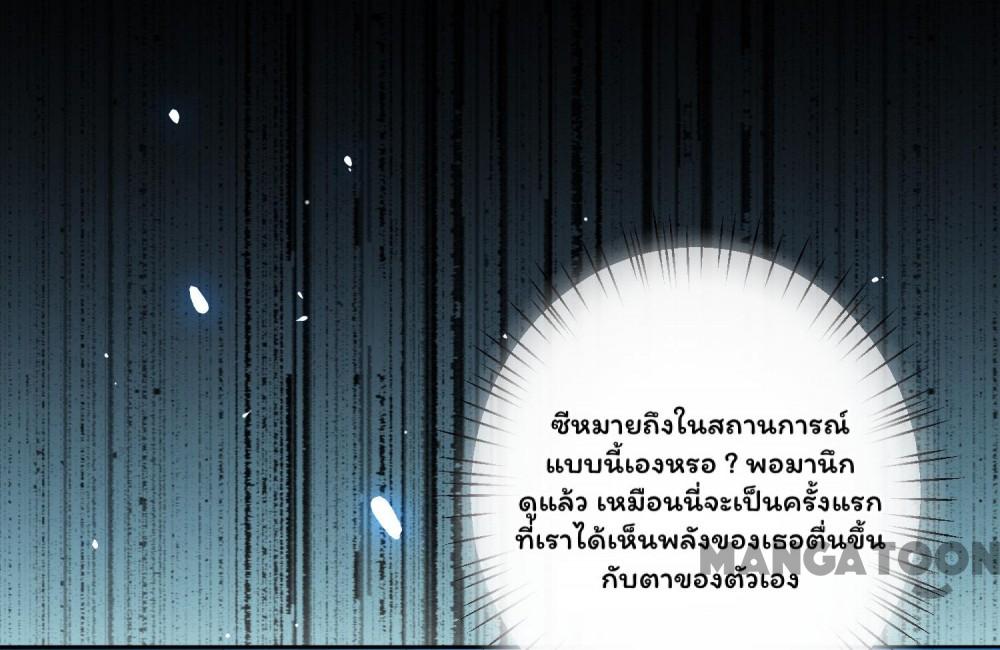 ซีหมายถึงในสถานการณ์
แบบนี้เองหรอ ? พอมานึก
ดูแล้ว เหมือนนี่จะเป็นครั้งแรก
ที่เราได้เห็นพลังของเธอตื่นขึ้น
กับตาของตัวเอง
MANGATOON